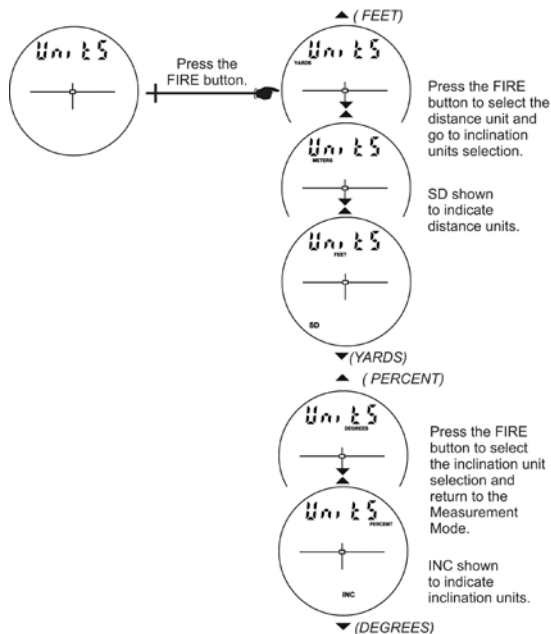 ▲ ( FEET)
UnitS
Press the
FIRE button.
UnitS
YARDS
Press the FIRE
button to select the
distance unit and
go to inclination
units selection.
UnitS
METERS
SD shown
to indicate
distance units.
UnitS
FEET
SD
▼(YARDS)
▲ ( PERCENT)
UnitS
DEGREES
Press the FIRE
button to select
the inclination unit
selection and
return to the
Measurement
Mode.
UnitS
PERCENT
INC
INC shown
to indicate
inclination units.
▼ (DEGREES)